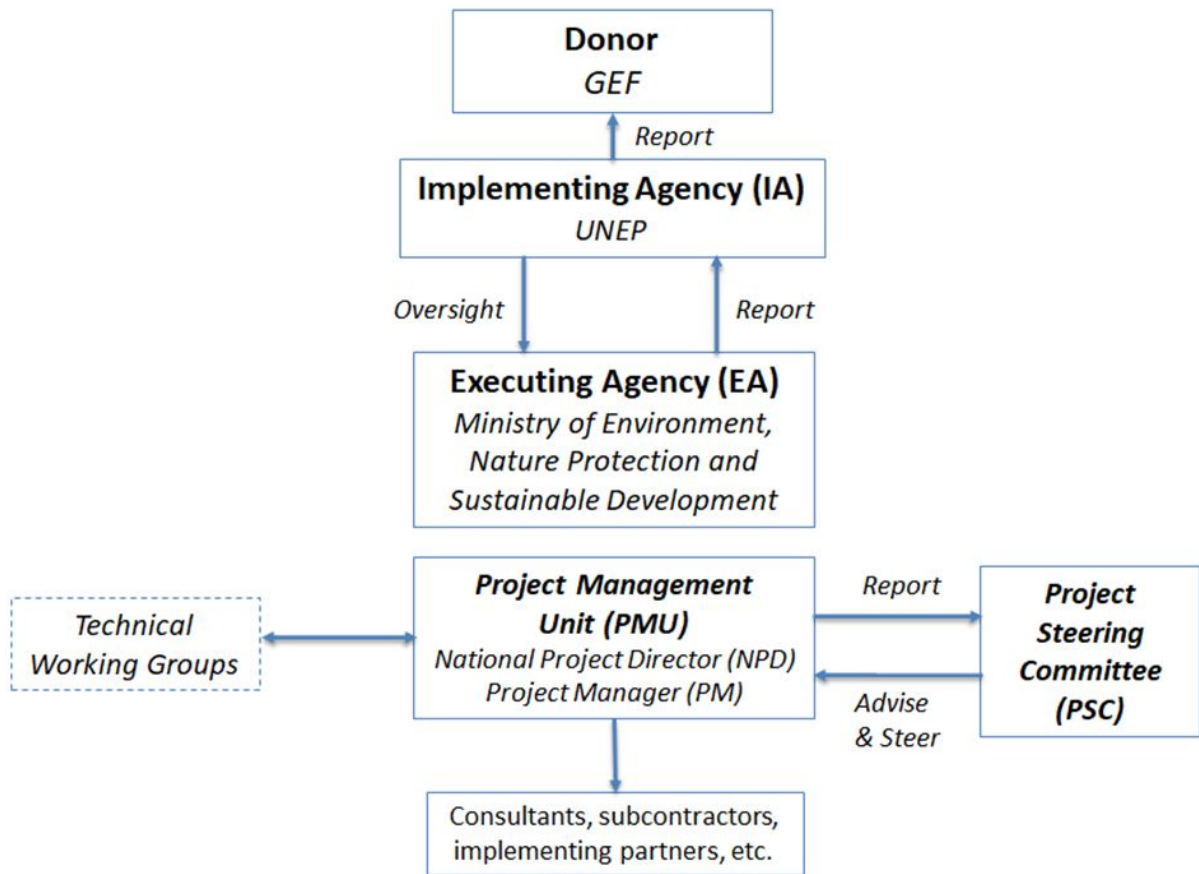 Donor
GEF
Report
Implementing Agency (IA)
UNEP
Oversight
Report
Executing Agency (EA)
Ministry of Environment,
Nature Protection and
Sustainable Development
Technical
Working Groups
Project Management
Unit (PMU)
National Project Director (NPD)
Project Manager (PM)
Report
Advise
& Steer
Project
Steering
Committee
(PSC)
Consultants, subcontractors,
implementing partners, etc.